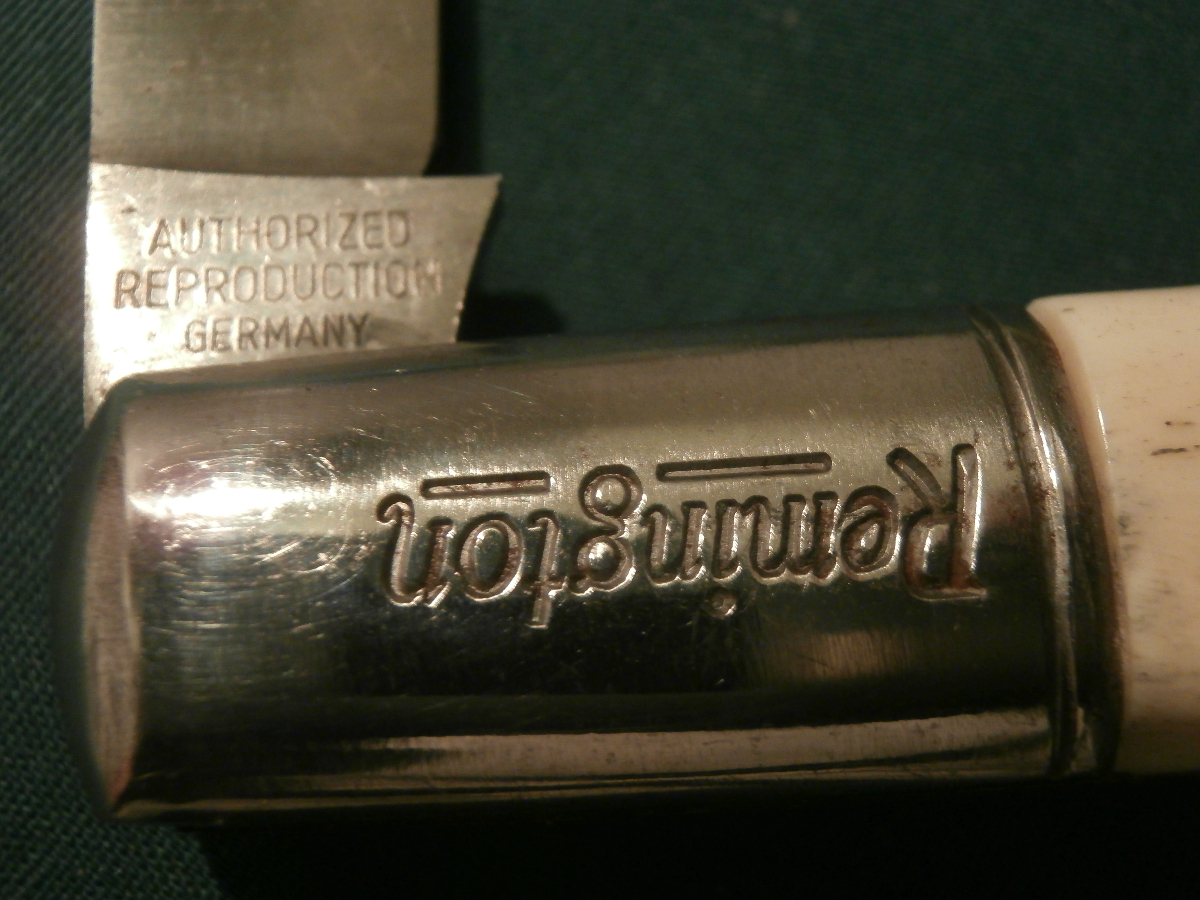 AUTHORIZED
REPRODUCTION
GERMANY
Remington